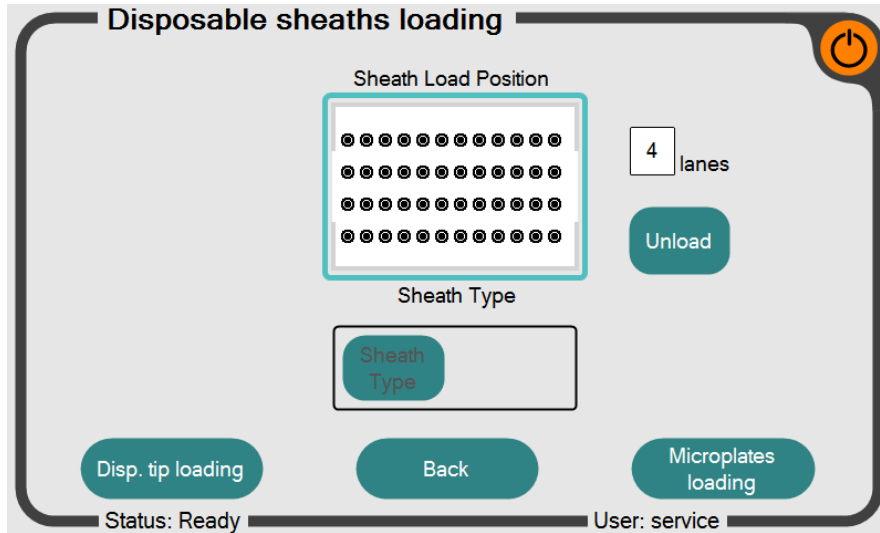 Disposable sheaths loading
Sheath Load Position
4
lanes
Unload
Sheath Type
Sheath
Type
Disp. tip loading
Back
Microplates
loading
Status: Ready
User: service